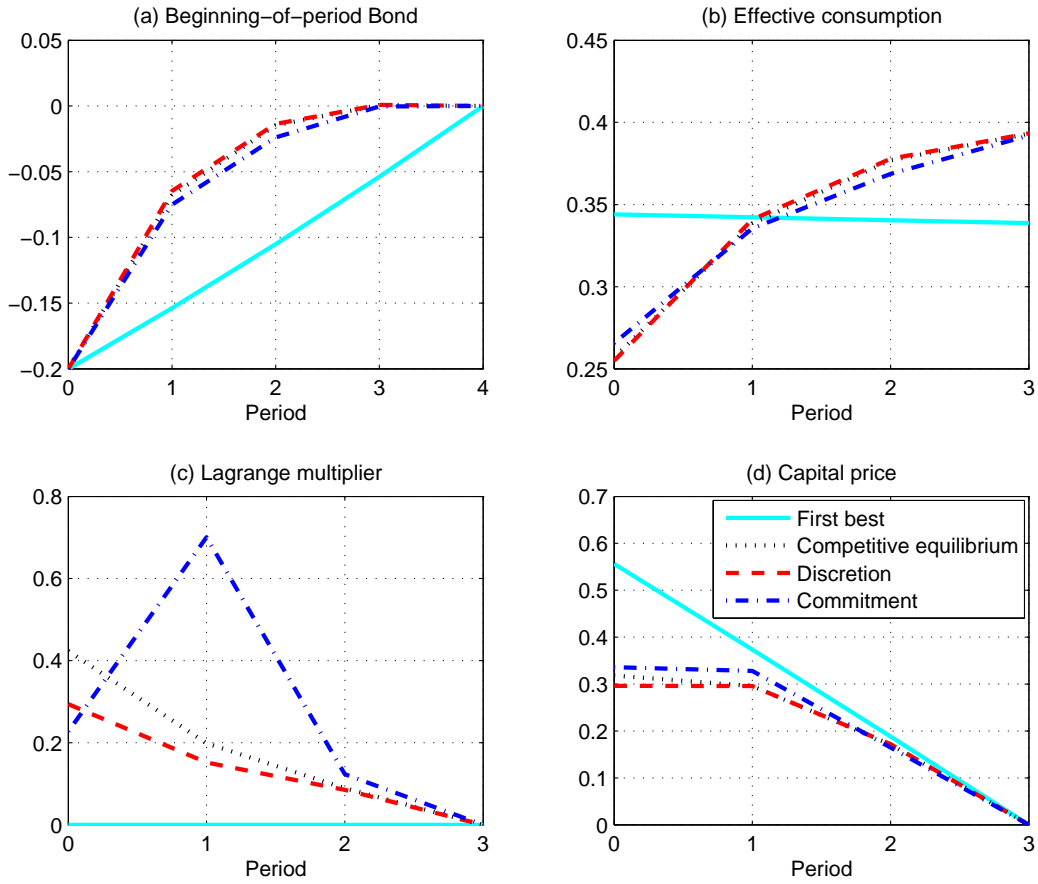 (a) Beginning−of−period Bond
0.05
0
−0.05
−0.1
−0.15
−0.2
0 1 2 3 4
Period
(b) Effective consumption
0.45
0.4
0.35
0.3
0.25
0 1 2 3
Period
(c) Lagrange multiplier
0.8
0.6
0.4
0.2
0
0 1 2 3
Period
(d) Capital price
0.7
0.6
0.5
0.4
0.3
0.2
0.1
0
0 1 2 3
Period
First best
Competitive equilibrium
Discretion
Commitment